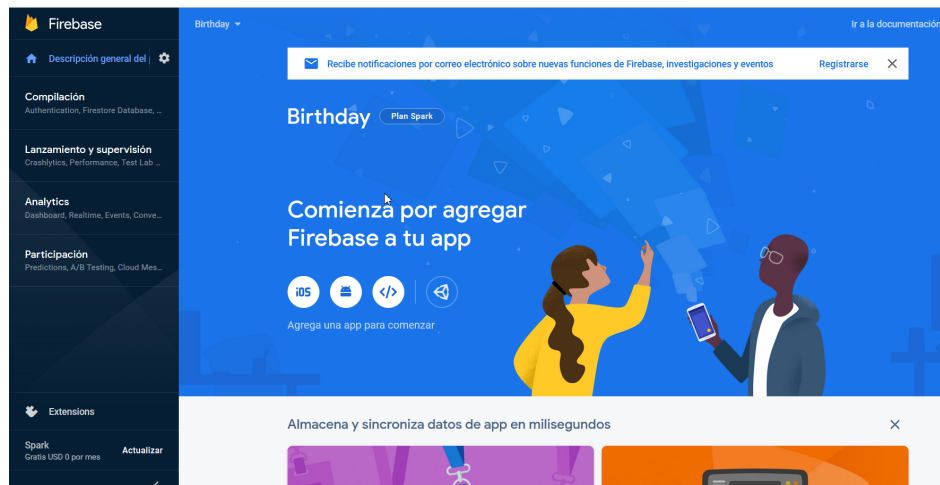 Firebase
Birthday
Ir a la documentación
Descripción general del
Recibe notificaciones por correo electrónico sobre nuevas funciones de Firebase, investigaciones y eventos
Registrarse
Compilación
Authentication, Firestore Database, ...
Lanzamiento y supervisión
Crashlytics, Performance, Test Lab ...
Analytics
Dashboard, Realtime, Events, Conve...
Participación
Predictions, A/B Testing, Cloud Mes...
Extensions
Spark
Gratis USD 0 por mes
Actualizar
Birthday
Plan Spark
Comienza por agregar
Firebase a tu app
iOS
</>
Agrega una app para comenzar
Almacena y sincroniza datos de app en milisegundos